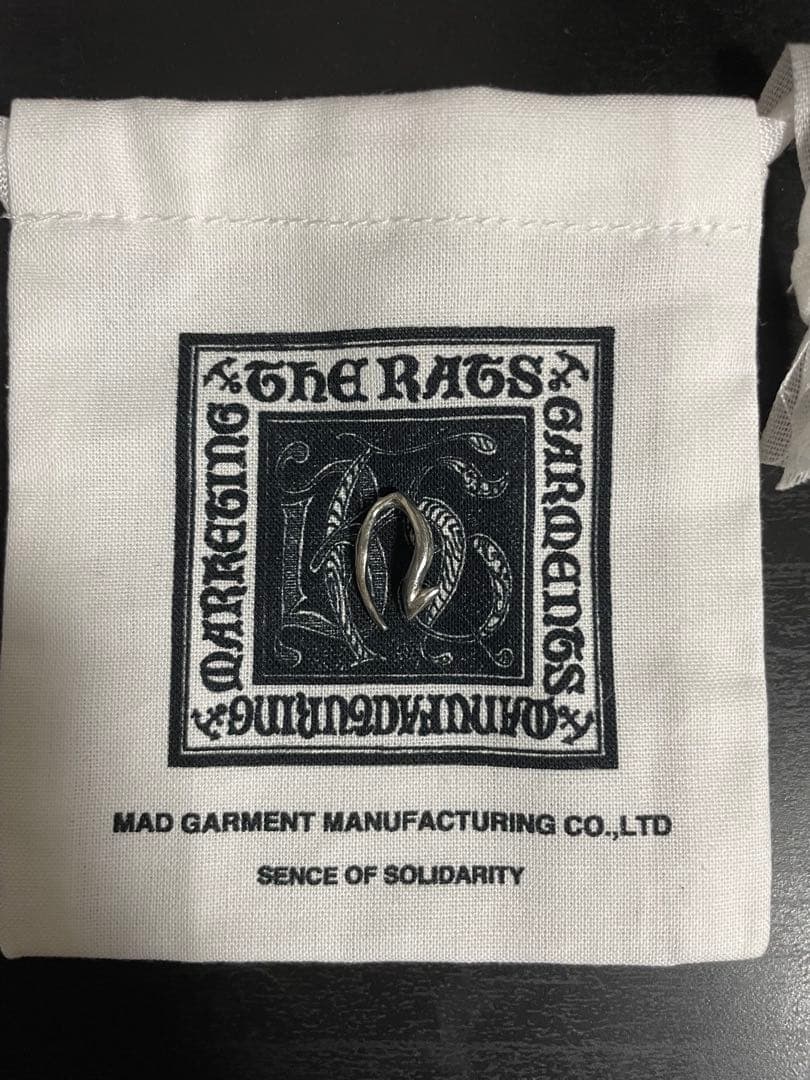 THE RATS
GARMENTS
MANUFACTURING
MARKETING
MAD GARMENT MANUFACTURING CO.,LTD
SENCE OF SOLIDARITY